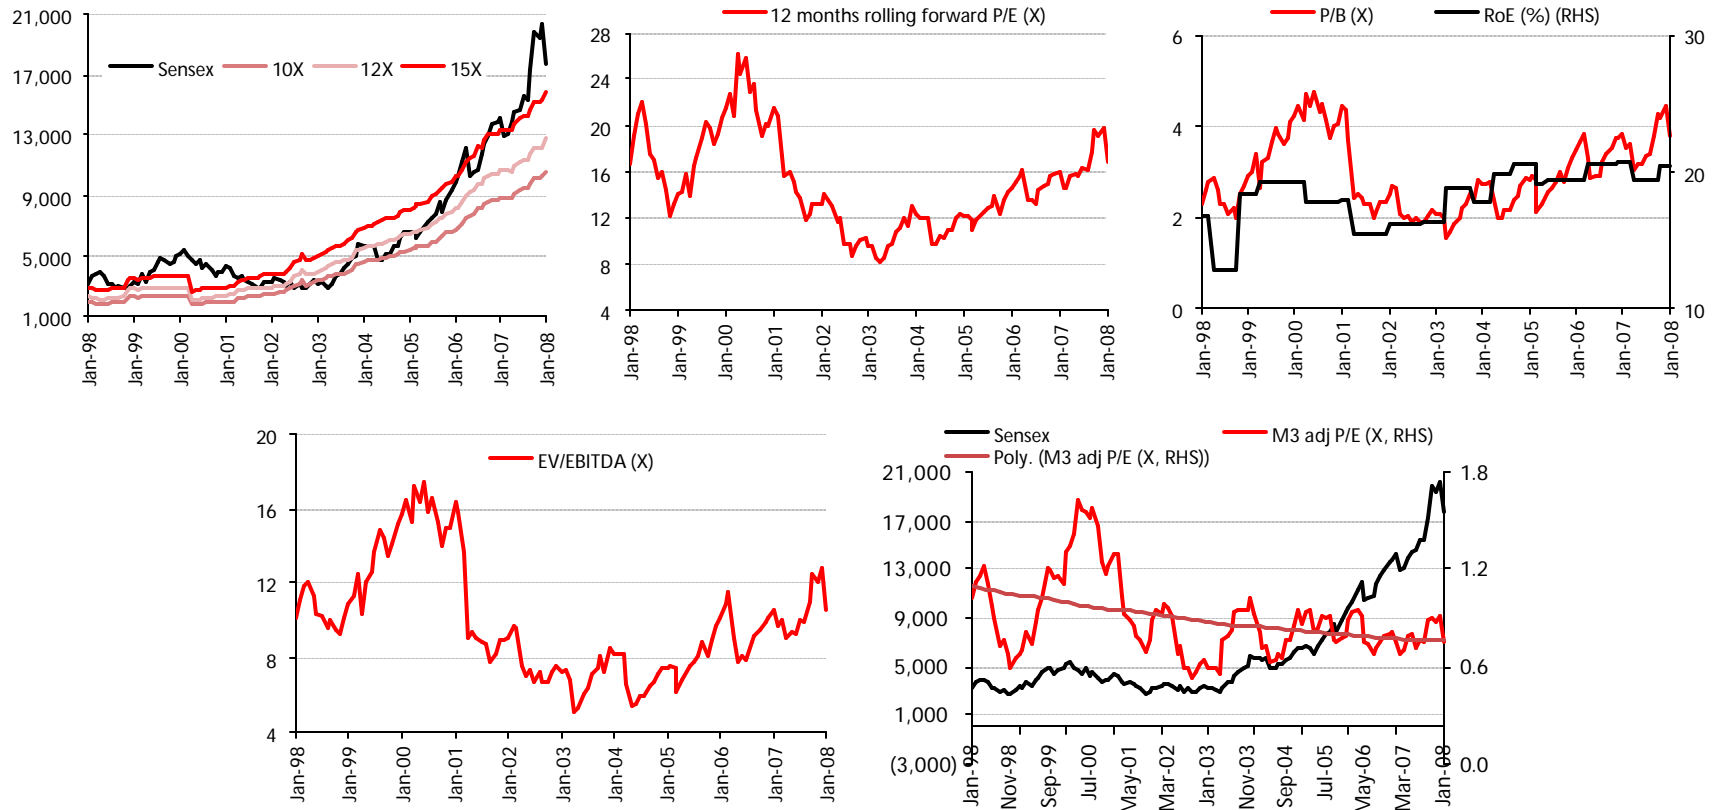 Sensex 10X 12X 15X
21,000
17,000
13,000
9,000
5,000
1,000
Jan-98 Jan-99 Jan-00 Jan-01 Jan-02 Jan-03 Jan-04 Jan-05 Jan-06 Jan-07 Jan-08
12 months rolling forward P/E (X)
28
24
20
16
12
8
4
Jan-98 Jan-99 Jan-00 Jan-01 Jan-02 Jan-03 Jan-04 Jan-05 Jan-06 Jan-07 Jan-08
P/B (X) RoE (%) (RHS)
6 30
4
20
2
0 10
Jan-98 Jan-99 Jan-00 Jan-01 Jan-02 Jan-03 Jan-04 Jan-05 Jan-06 Jan-07 Jan-08
EV/EBITDA (X)
20
16
12
8
4
Jan-98 Jan-99 Jan-00 Jan-01 Jan-02 Jan-03 Jan-04 Jan-05 Jan-06 Jan-07 Jan-08
Sensex M3 adj P/E (X, RHS)
Poly. (M3 adj P/E (X, RHS))
21,000 1.8
17,000
13,000 1.2
9,000
5,000 0.6
1,000
(3,000) 0.0
Jan-98 Nov-98 Sep-99 Jul-00 May-01 Mar-02 Jan-03 Nov-03 Sep-04 Jul-05 May-06 Mar-07 Jan-08